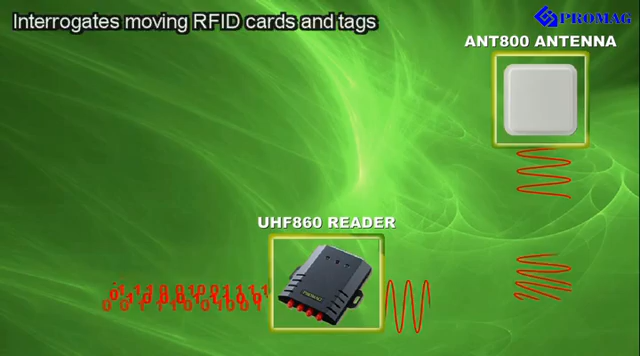 Interrogates moving RFID cards and tags
PROMAG
ANT800 ANTENNA
UHF860 READER